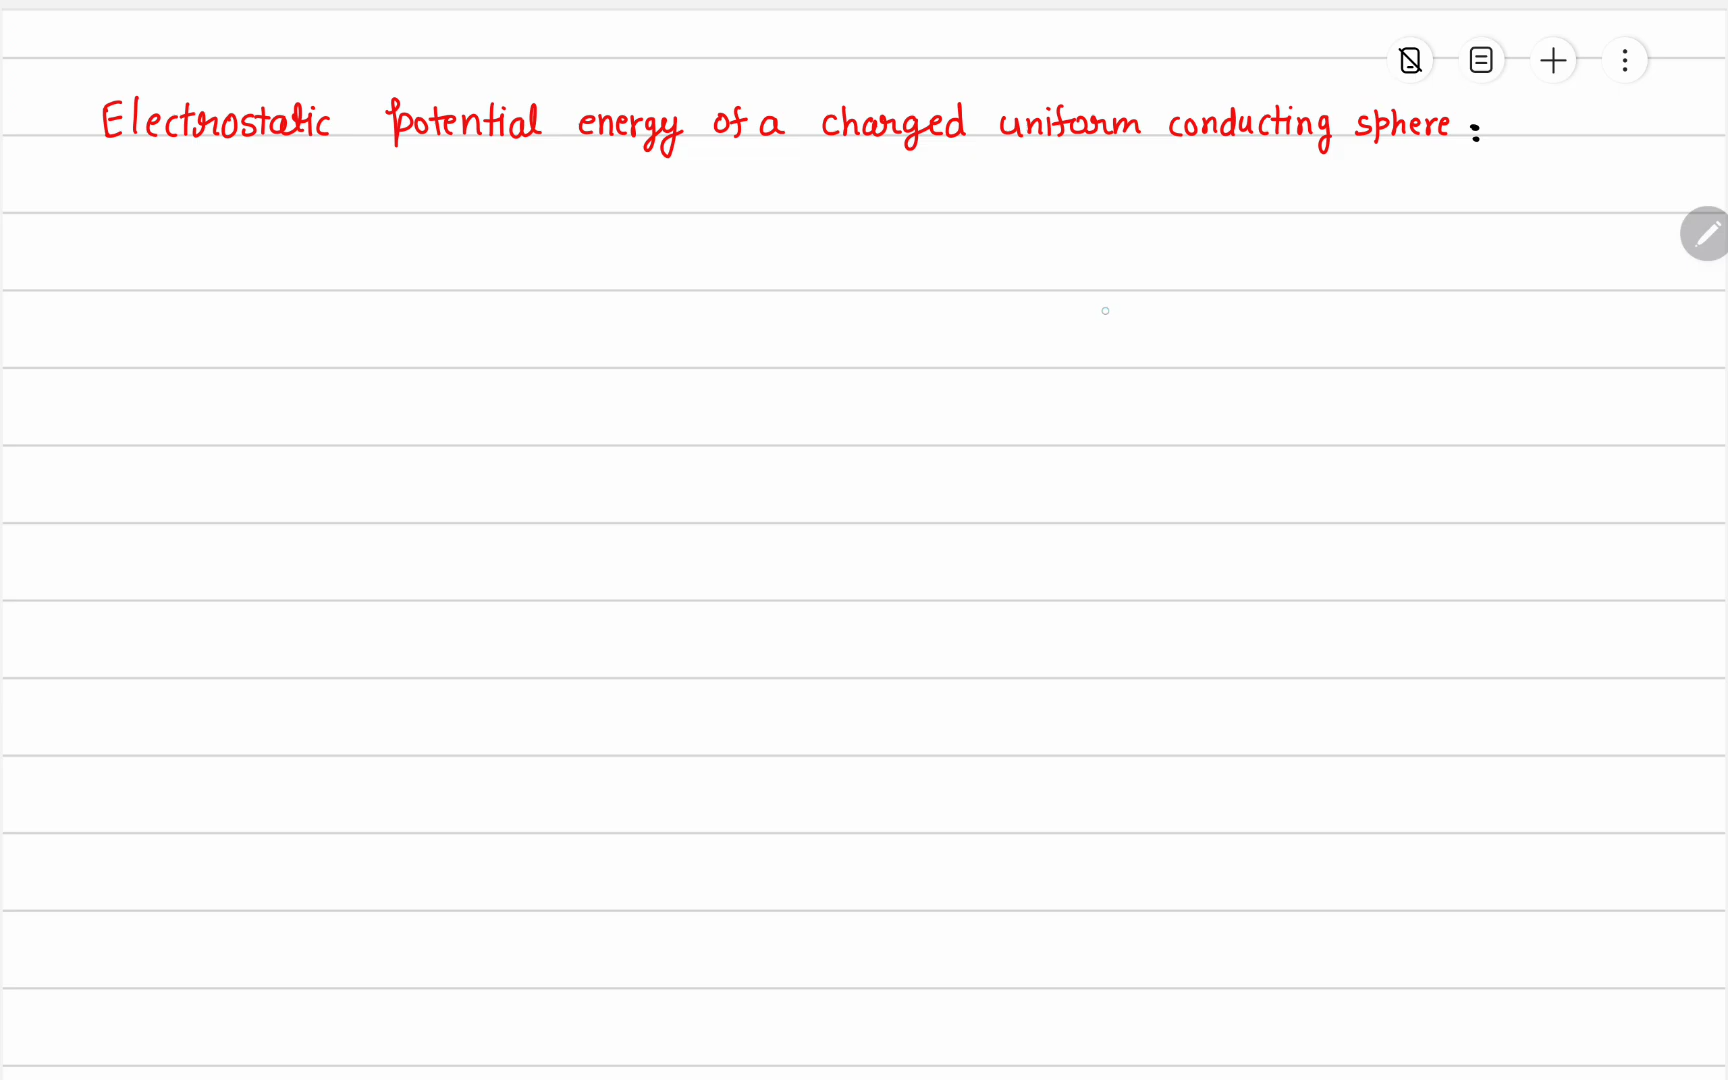 Electrostatic potential energy of a charged uniform conducting sphere :